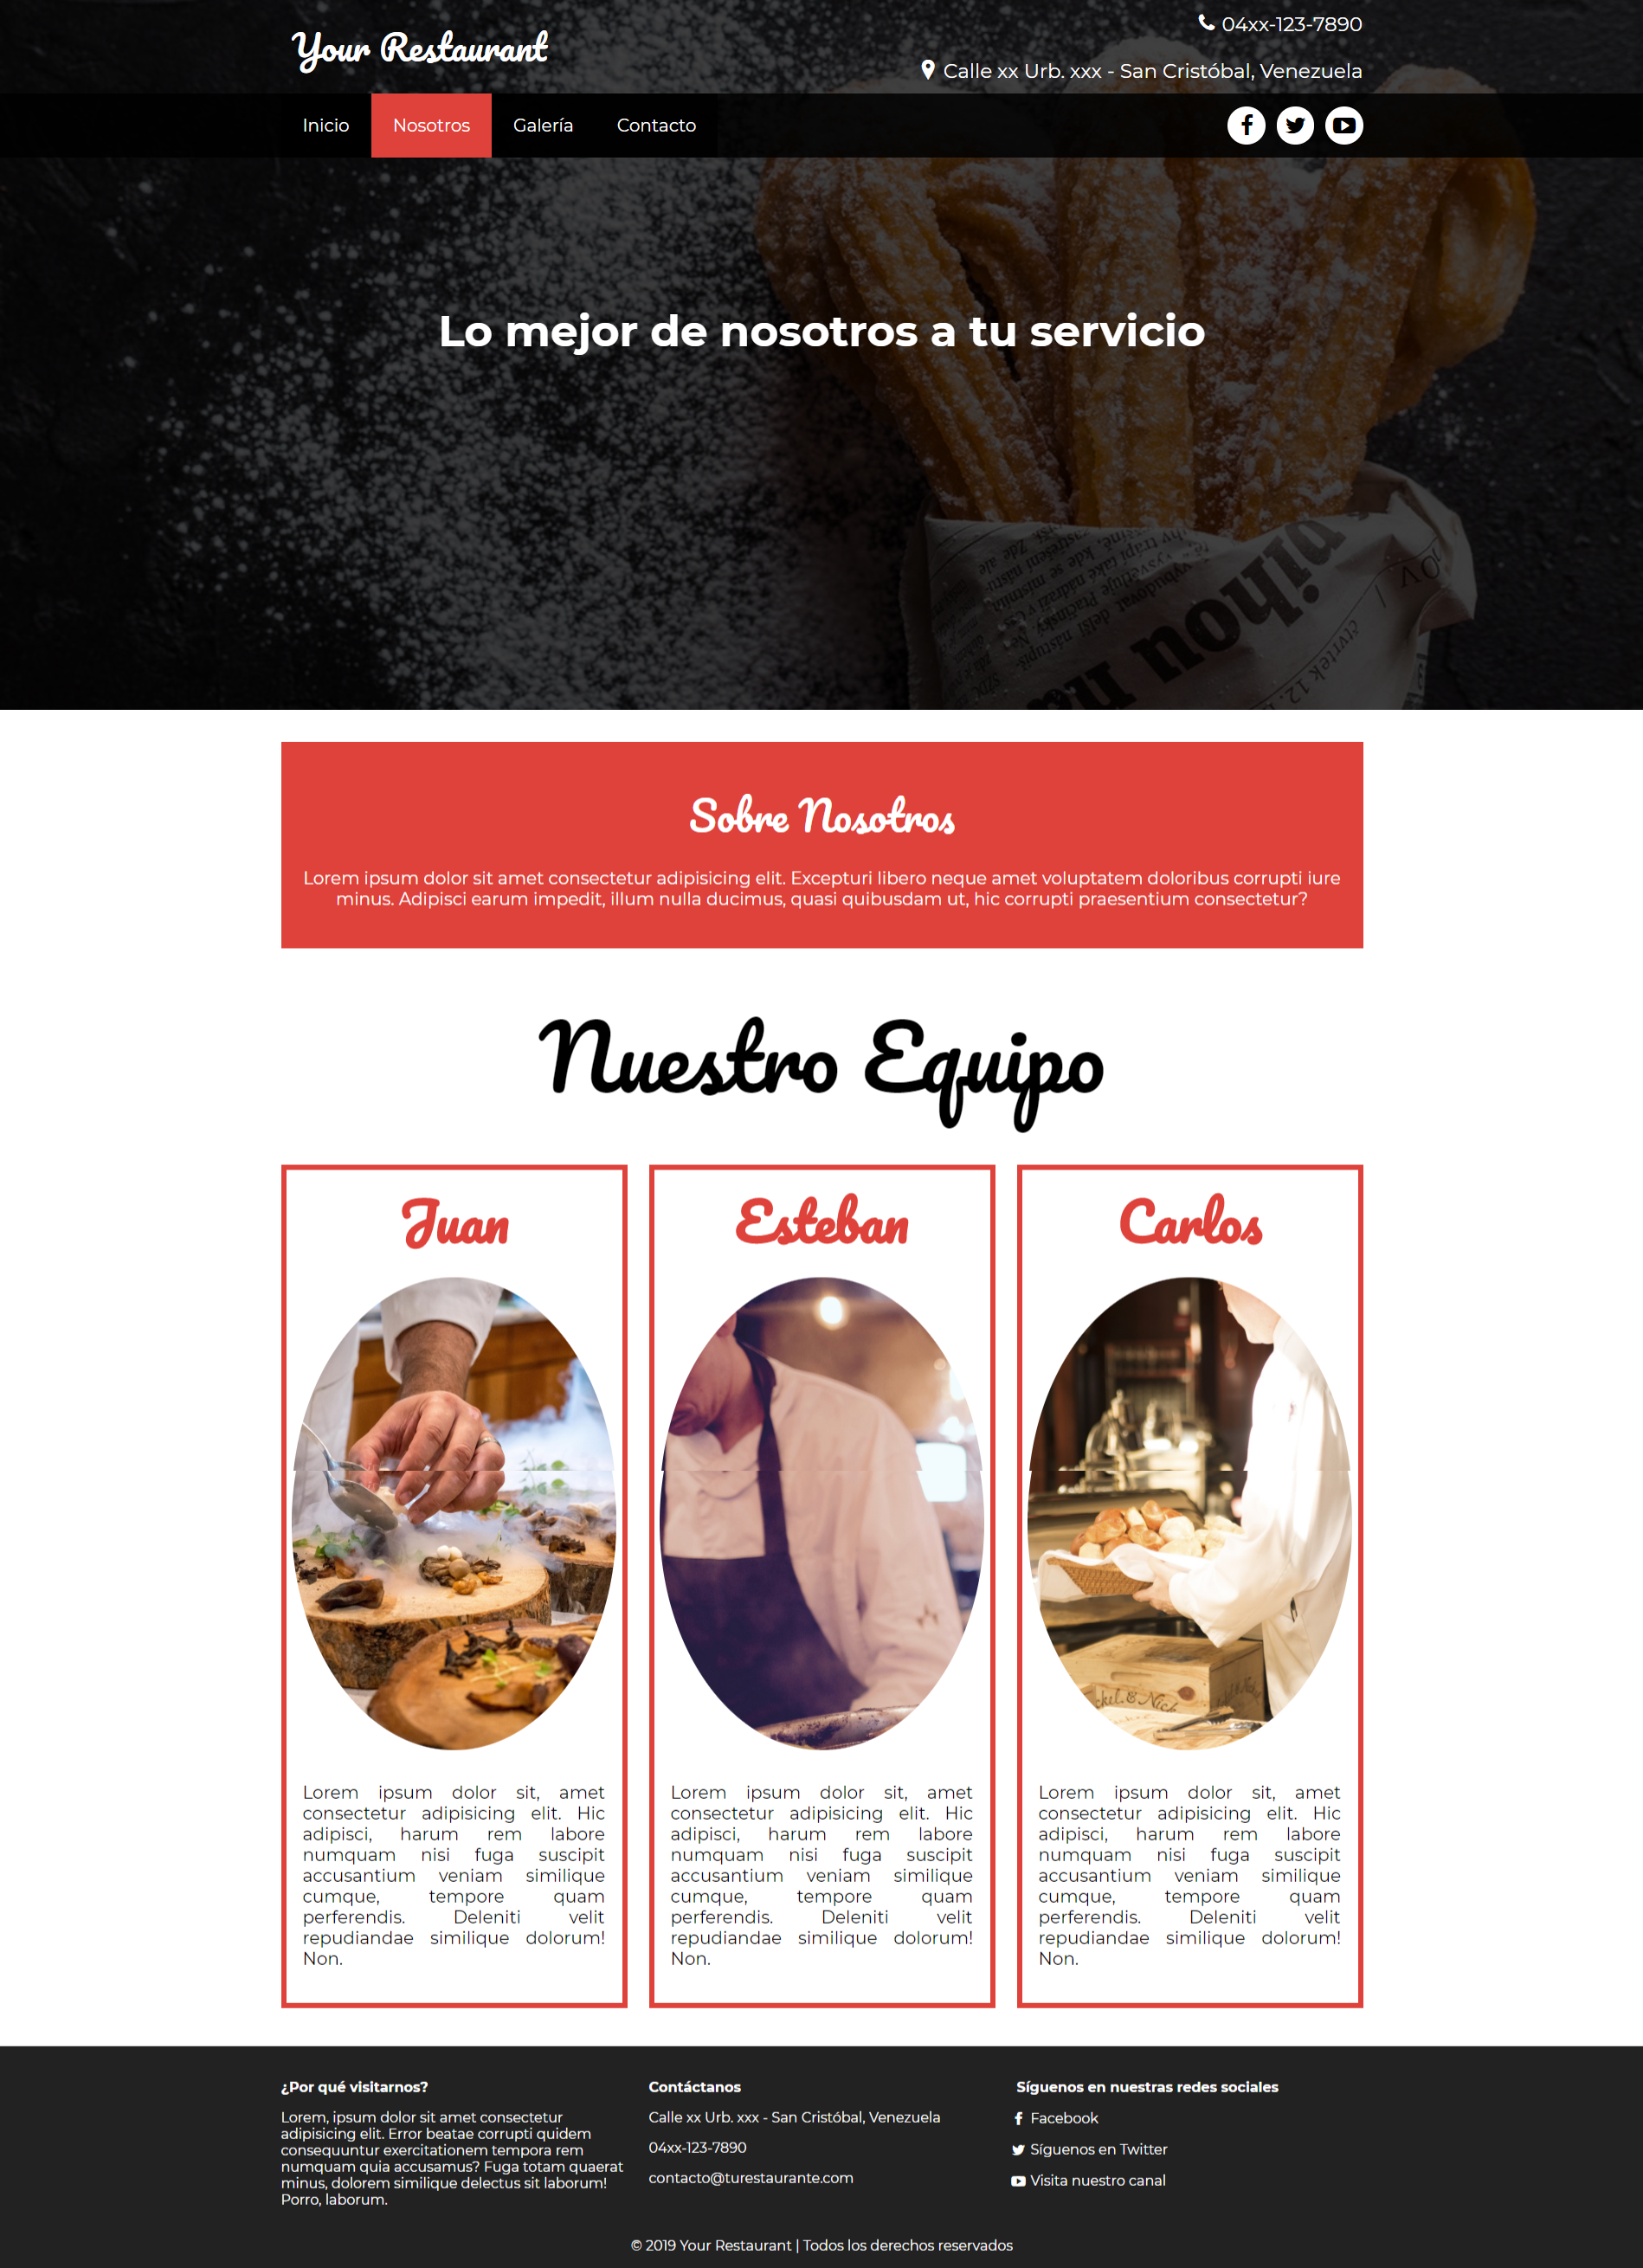 Your Restaurant
04xx-123-7890
Calle xx Urb. xxx - San Cristóbal, Venezuela
Inicio Nosotros Galería Contacto
Lo mejor de nosotros a tu servicio
Sobre Nosotros
Lorem ipsum dolor sit amet consectetur adipisicing elit. Excepturi libero neque amet voluptatem doloribus corrupti iure
minus. Adipisci earum impedit, illum nulla ducimus, quasi quibusdam ut, hic corrupti praesentium consectetur?
Nuestro Equipo
Juan
Lorem ipsum dolor sit, amet
consectetur adipisicing elit. Hic
adipisci, harum rem labore
numquam nisi fuga suscipit
accusantium veniam similique
cumque, tempore quam
perferendis. Deleniti velit
repudiandae similique dolorum!
Non.
Esteban
Lorem ipsum dolor sit, amet
consectetur adipisicing elit. Hic
adipisci, harum rem labore
numquam nisi fuga suscipit
accusantium veniam similique
cumque, tempore quam
perferendis. Deleniti velit
repudiandae similique dolorum!
Non.
Carlos
Lorem ipsum dolor sit, amet
consectetur adipisicing elit. Hic
adipisci, harum rem labore
numquam nisi fuga suscipit
accusantium veniam similique
cumque, tempore quam
perferendis. Deleniti velit
repudiandae similique dolorum!
Non.
¿Por qué visitarnos?
Lorem, ipsum dolor sit amet consectetur
adipisicing elit. Error beatae corrupti quidem
consequuntur exercitationem tempora rem
numquam quia accusamus? Fuga totam quaerat
minus, dolorem similique delectus sit laborum!
Porro, laborum.
Contáctanos
Calle xx Urb. xxx - San Cristóbal, Venezuela
04xx-123-7890
contacto@turestaurante.com
Síguenos en nuestras redes sociales
Facebook
Síguenos en Twitter
Visita nuestro canal
© 2019 Your Restaurant | Todos los derechos reservados